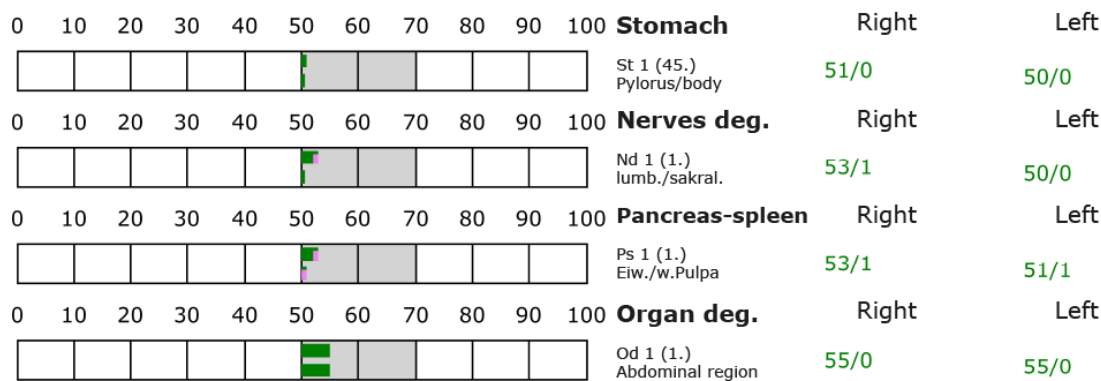 0 10 20 30 40 50 60 70 80 90 100 Stomach Right Left
St 1 (45.) 51/0 50/0
Pylorus/body
0 10 20 30 40 50 60 70 80 90 100 Nerves deg. Right Left
Nd 1 (1.) 53/1 50/0
lumb./sakral.
0 10 20 30 40 50 60 70 80 90 100 Pancreas-spleen Right Left
Ps 1 (1.) 53/1 51/1
Eiw./w.Pulpa
0 10 20 30 40 50 60 70 80 90 100 Organ deg. Right Left
Od 1 (1.) 55/0 55/0
Abdominal region